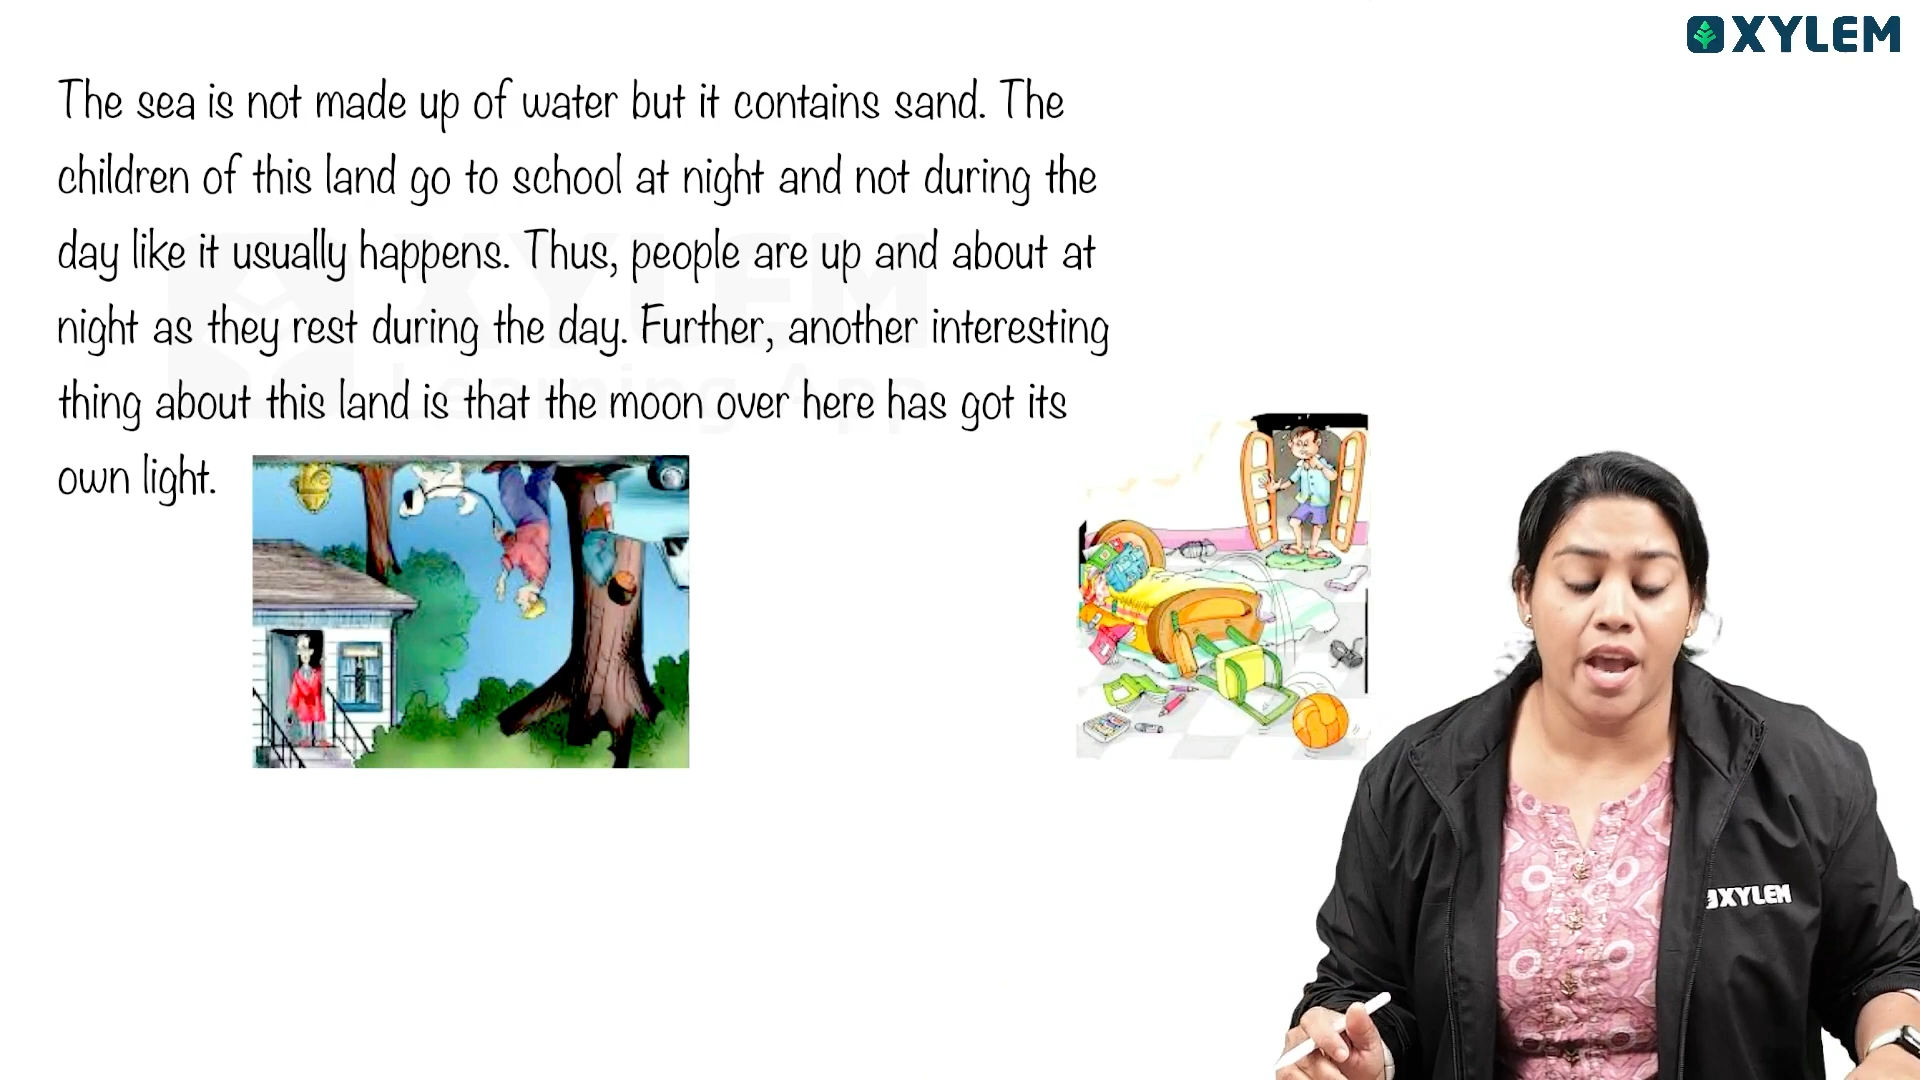 XYLEM
The sea is not made up of water but it contains sand. The
children of this land go to school at night and not during the
day like it usually happens. Thus, people are up and about at
night as they rest during the day. Further, another interesting
thing about this land is that the moon over here has got its
own light.
XYLEM
Learning App
XYLEM